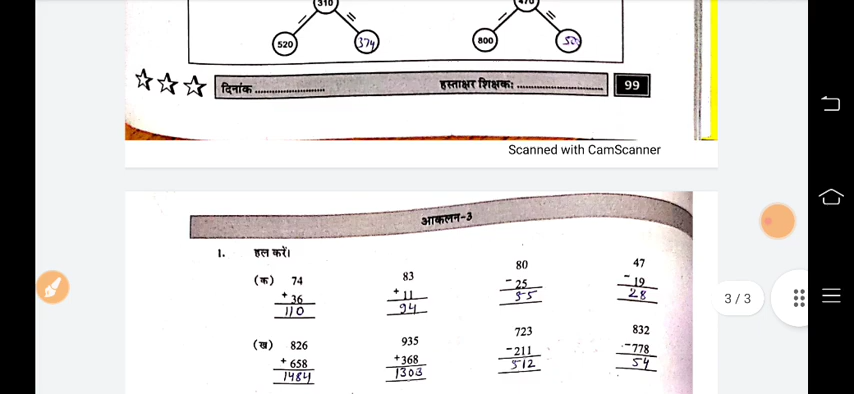 310 470
520 374 800
दिनांक ........................ हस्ताक्षर शिक्षक: ........................... 99
Scanned with CamScanner
आकलन-3
1. हल करें।
(क) 74 83 80 47
+ 36 + 11 - 25 - 19
110 94 55 28
(ख) 826 935 723 832
+ 658 +368 -211 -778
1484 1303 512 54
3 / 3